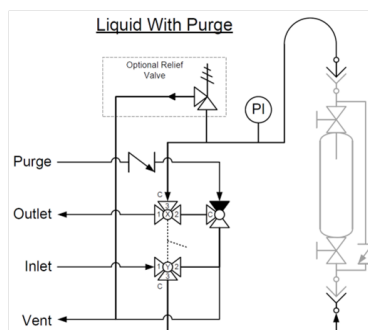 Liquid With Purge
Optional Relief
Valve
PI
Purge
C
3
Outlet
1 X 2
C
Inlet
1 Y 2
3
C
Vent